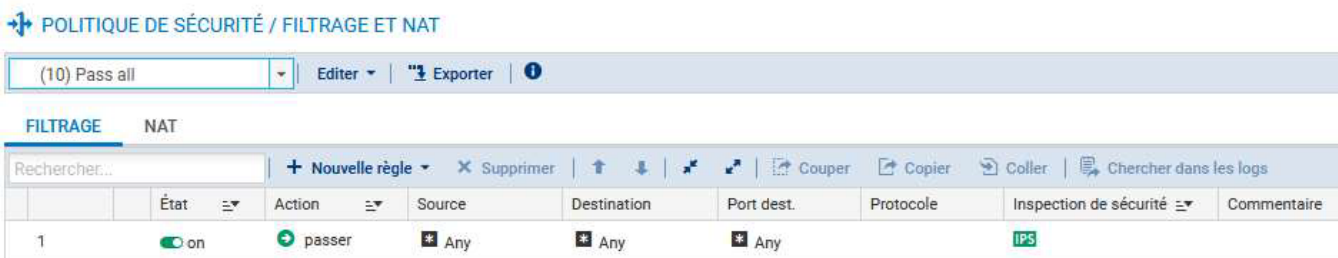 POLITIQUE DE SÉCURITÉ / FILTRAGE ET NAT
(10) Pass all Editer Exporter
FILTRAGE NAT
Rechercher... + Nouvelle règle Supprimer Couper Copier Coller Chercher dans les logs
État Action Source Destination Port dest. Protocole Inspection de sécurité Commentaire
1 on passer Any Any Any IPS